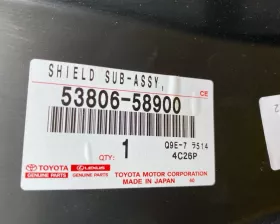 CE
SHIELD SUB-ASSY,
53806-58900
QTY: 1
Q9E-7 5514
4C26P
TOYOTA LEXUS
GENUINE PARTS GENUINE PARTS
TOYOTA MOTOR CORPORATION
MADE IN JAPAN